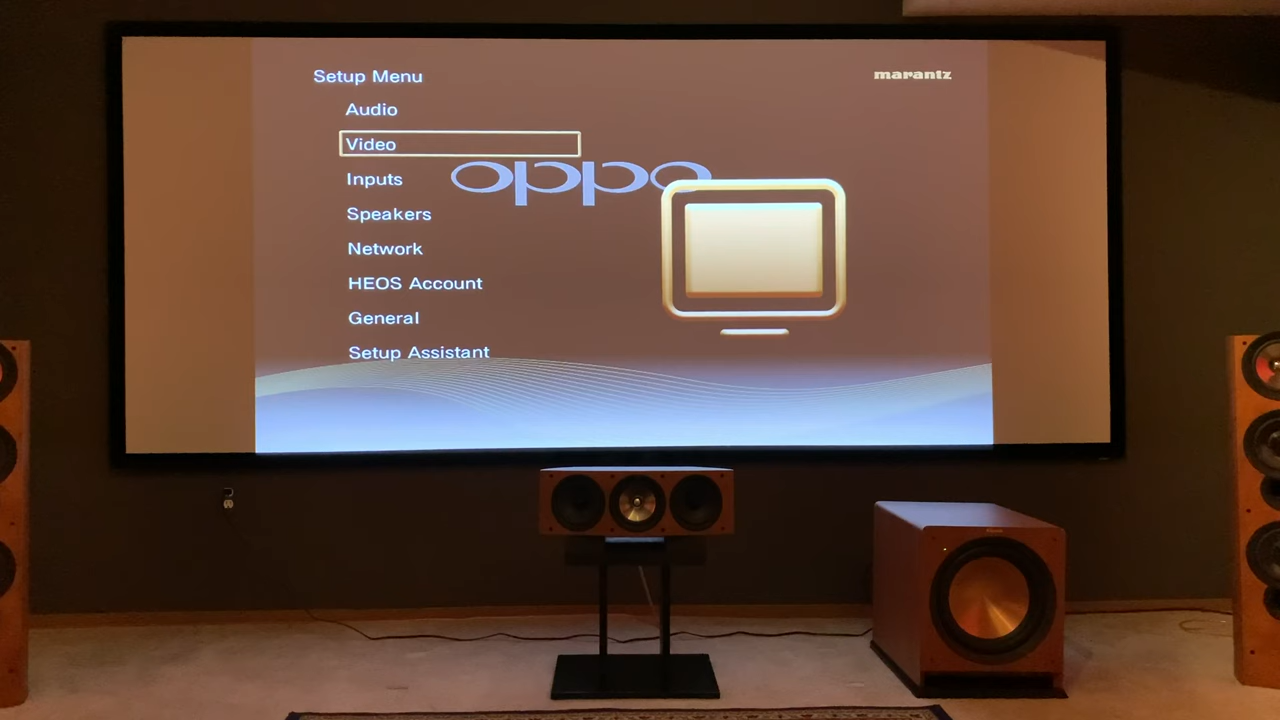 Setup Menu
marantz
Audio
Video
oppo
Inputs
Speakers
Network
HEOS Account
General
Setup Assistant